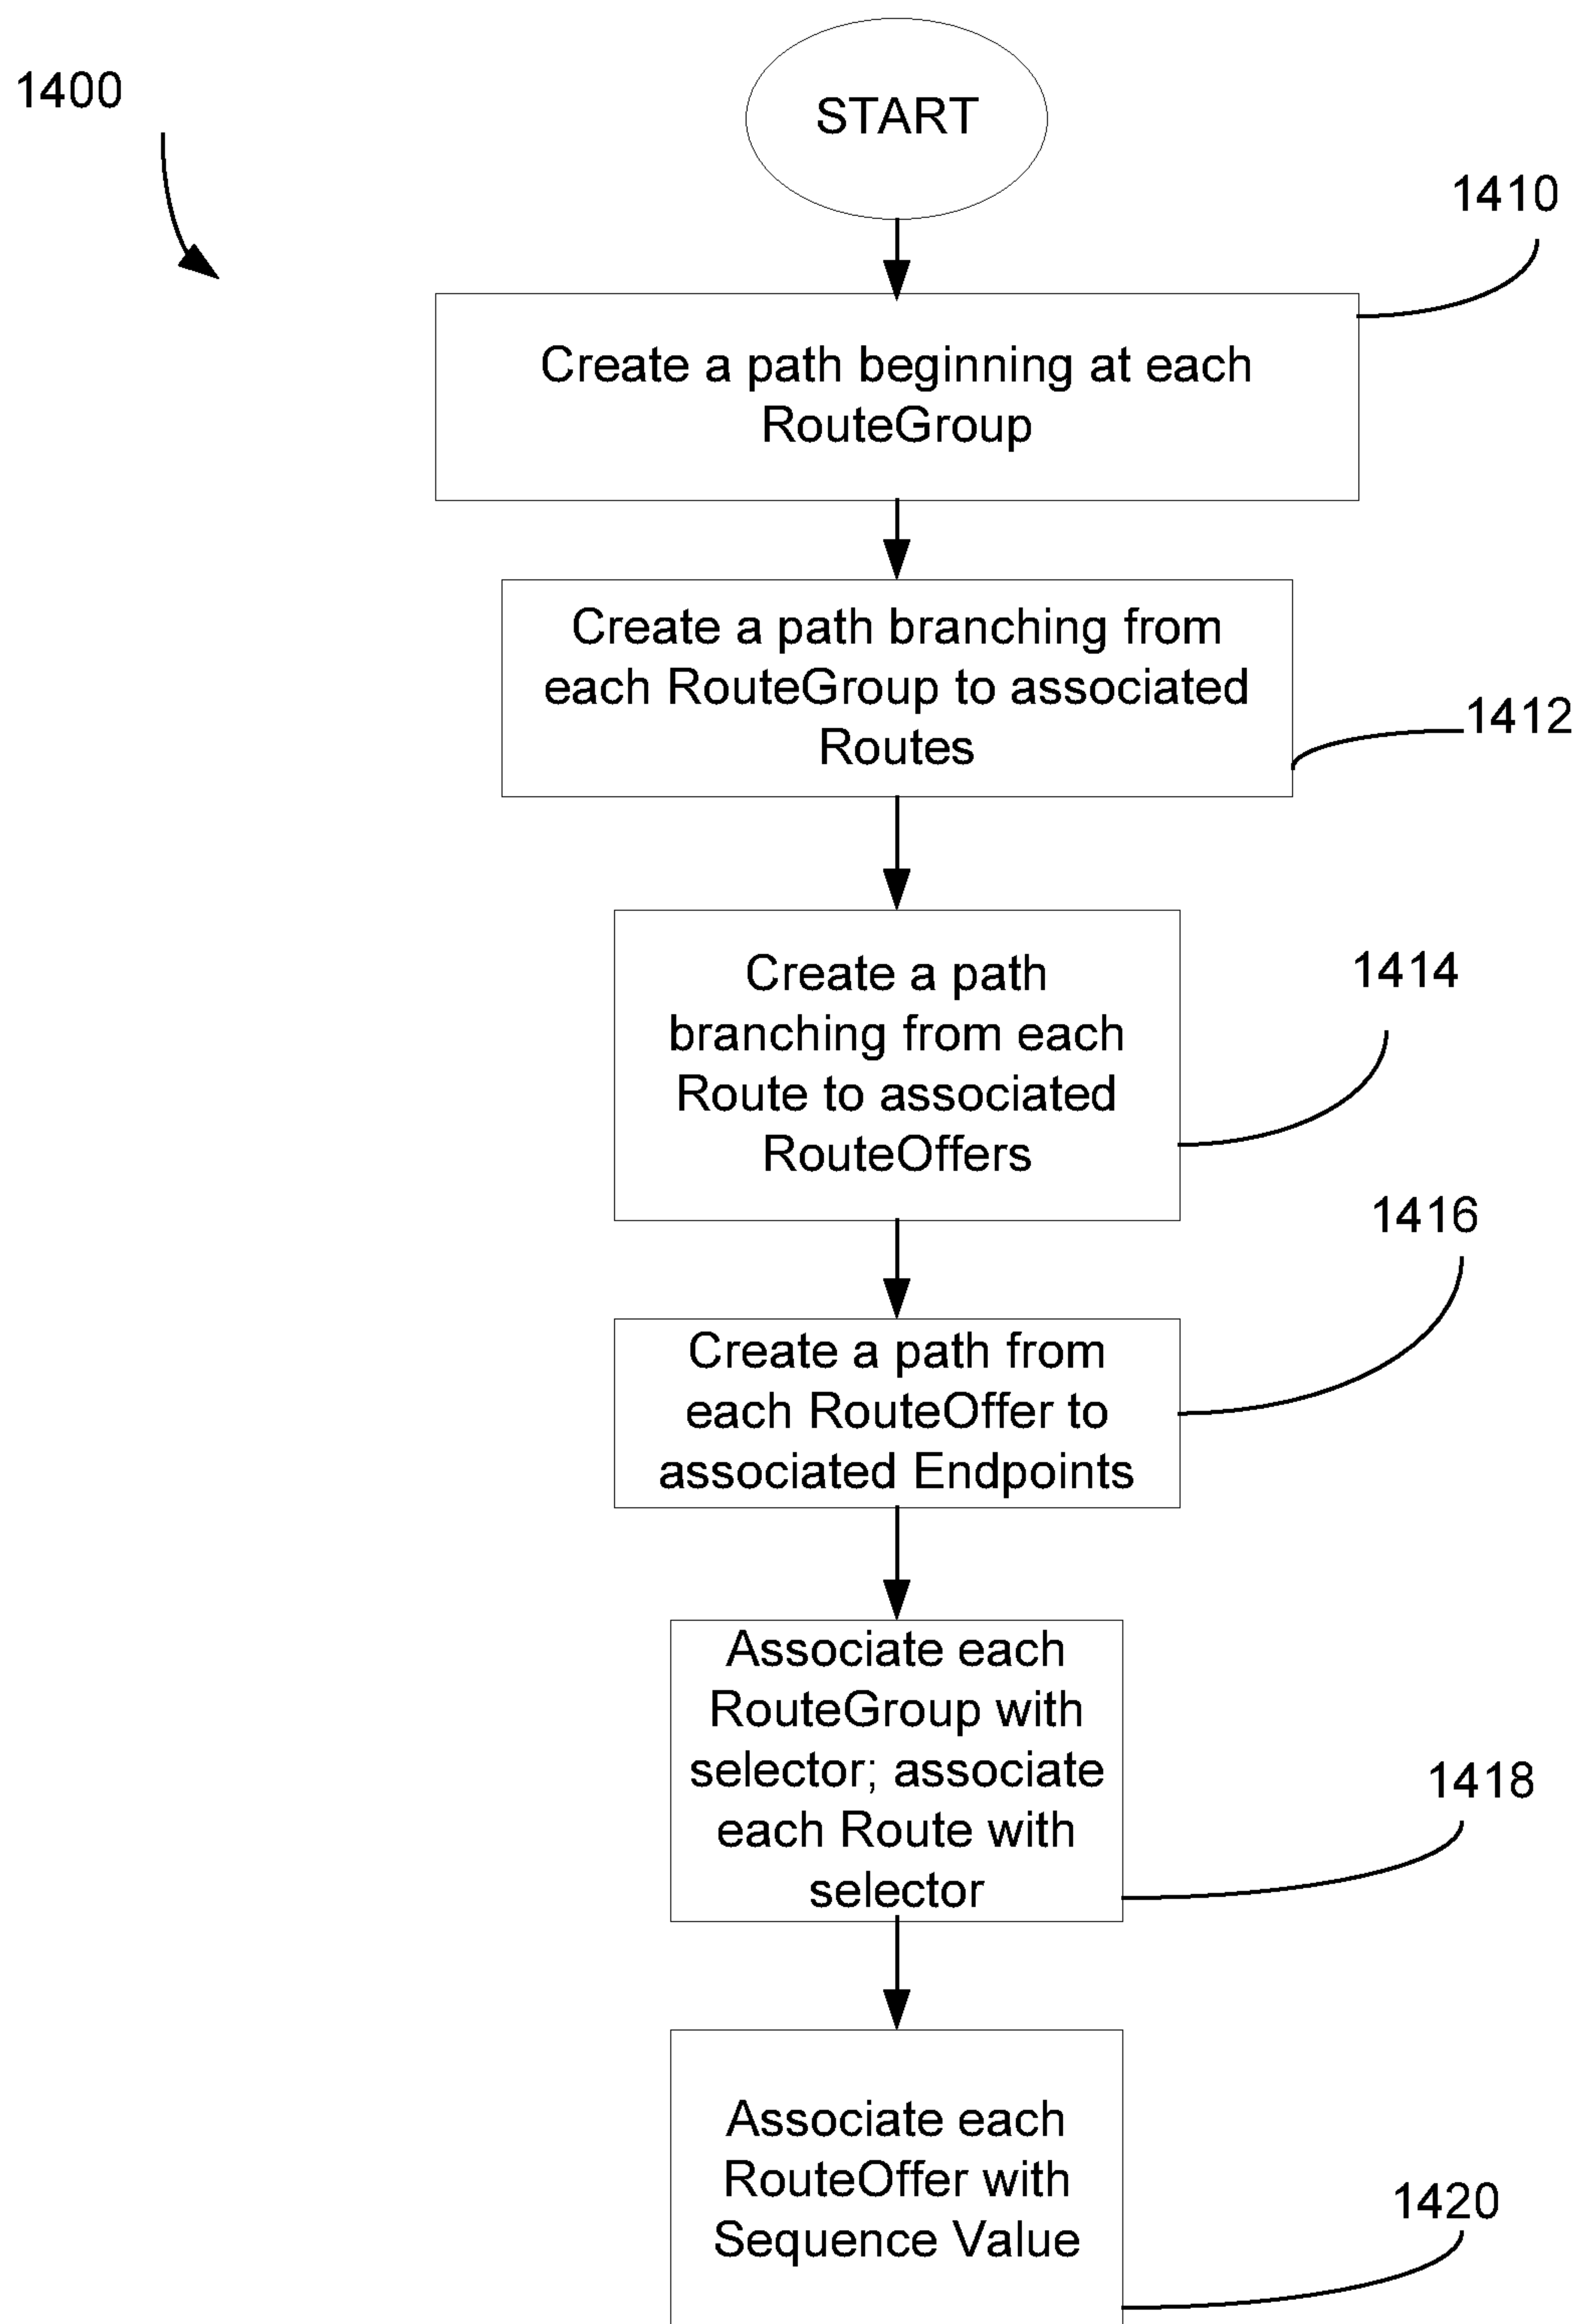 1400
START
1410
Create a path beginning at each
RouteGroup
Create a path branching from
each RouteGroup to associated
Routes
1412
Create a path
branching from each
Route to associated
RouteOffers
1414
Create a path from
each RouteOffer to
associated Endpoints
1416
Associate each
RouteGroup with
selector; associate
each Route with
selector
1418
Associate each
RouteOffer with
Sequence Value
1420